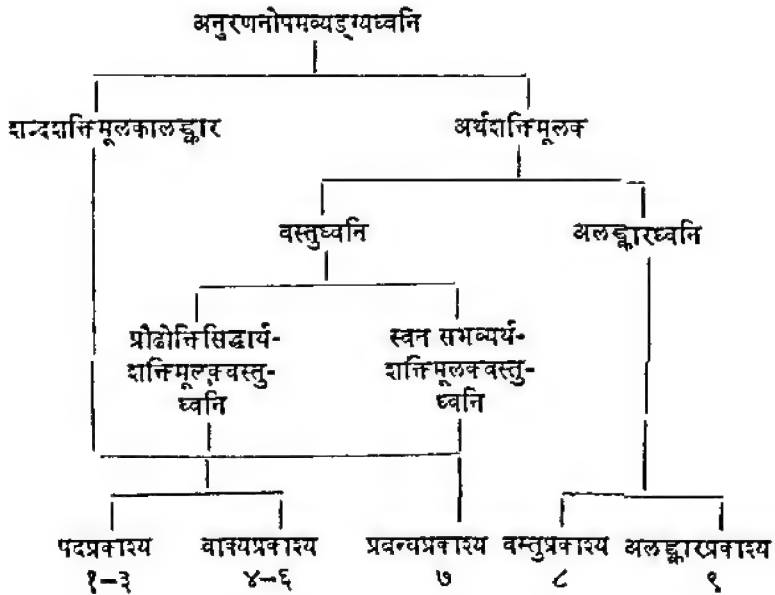 अनुरणनोपमव्यङ्ग्यध्वनि
शब्दशक्तिमूलकालङ्कार अर्थशक्तिमूलक
वस्तुध्वनि अलङ्कारध्वनि
प्रौढोक्तिसिद्धार्थ- स्वत सभव्यर्थ-
शक्तिमूलकवस्तु- शक्तिमूलकवस्तु-
ध्वनि ध्वनि
पदप्रकाश्य वाक्यप्रकाश्य प्रबन्धप्रकाश्य वस्तुप्रकाश्य अलङ्कारप्रकाश्य
१-३ ४-६ ७ ८ ९